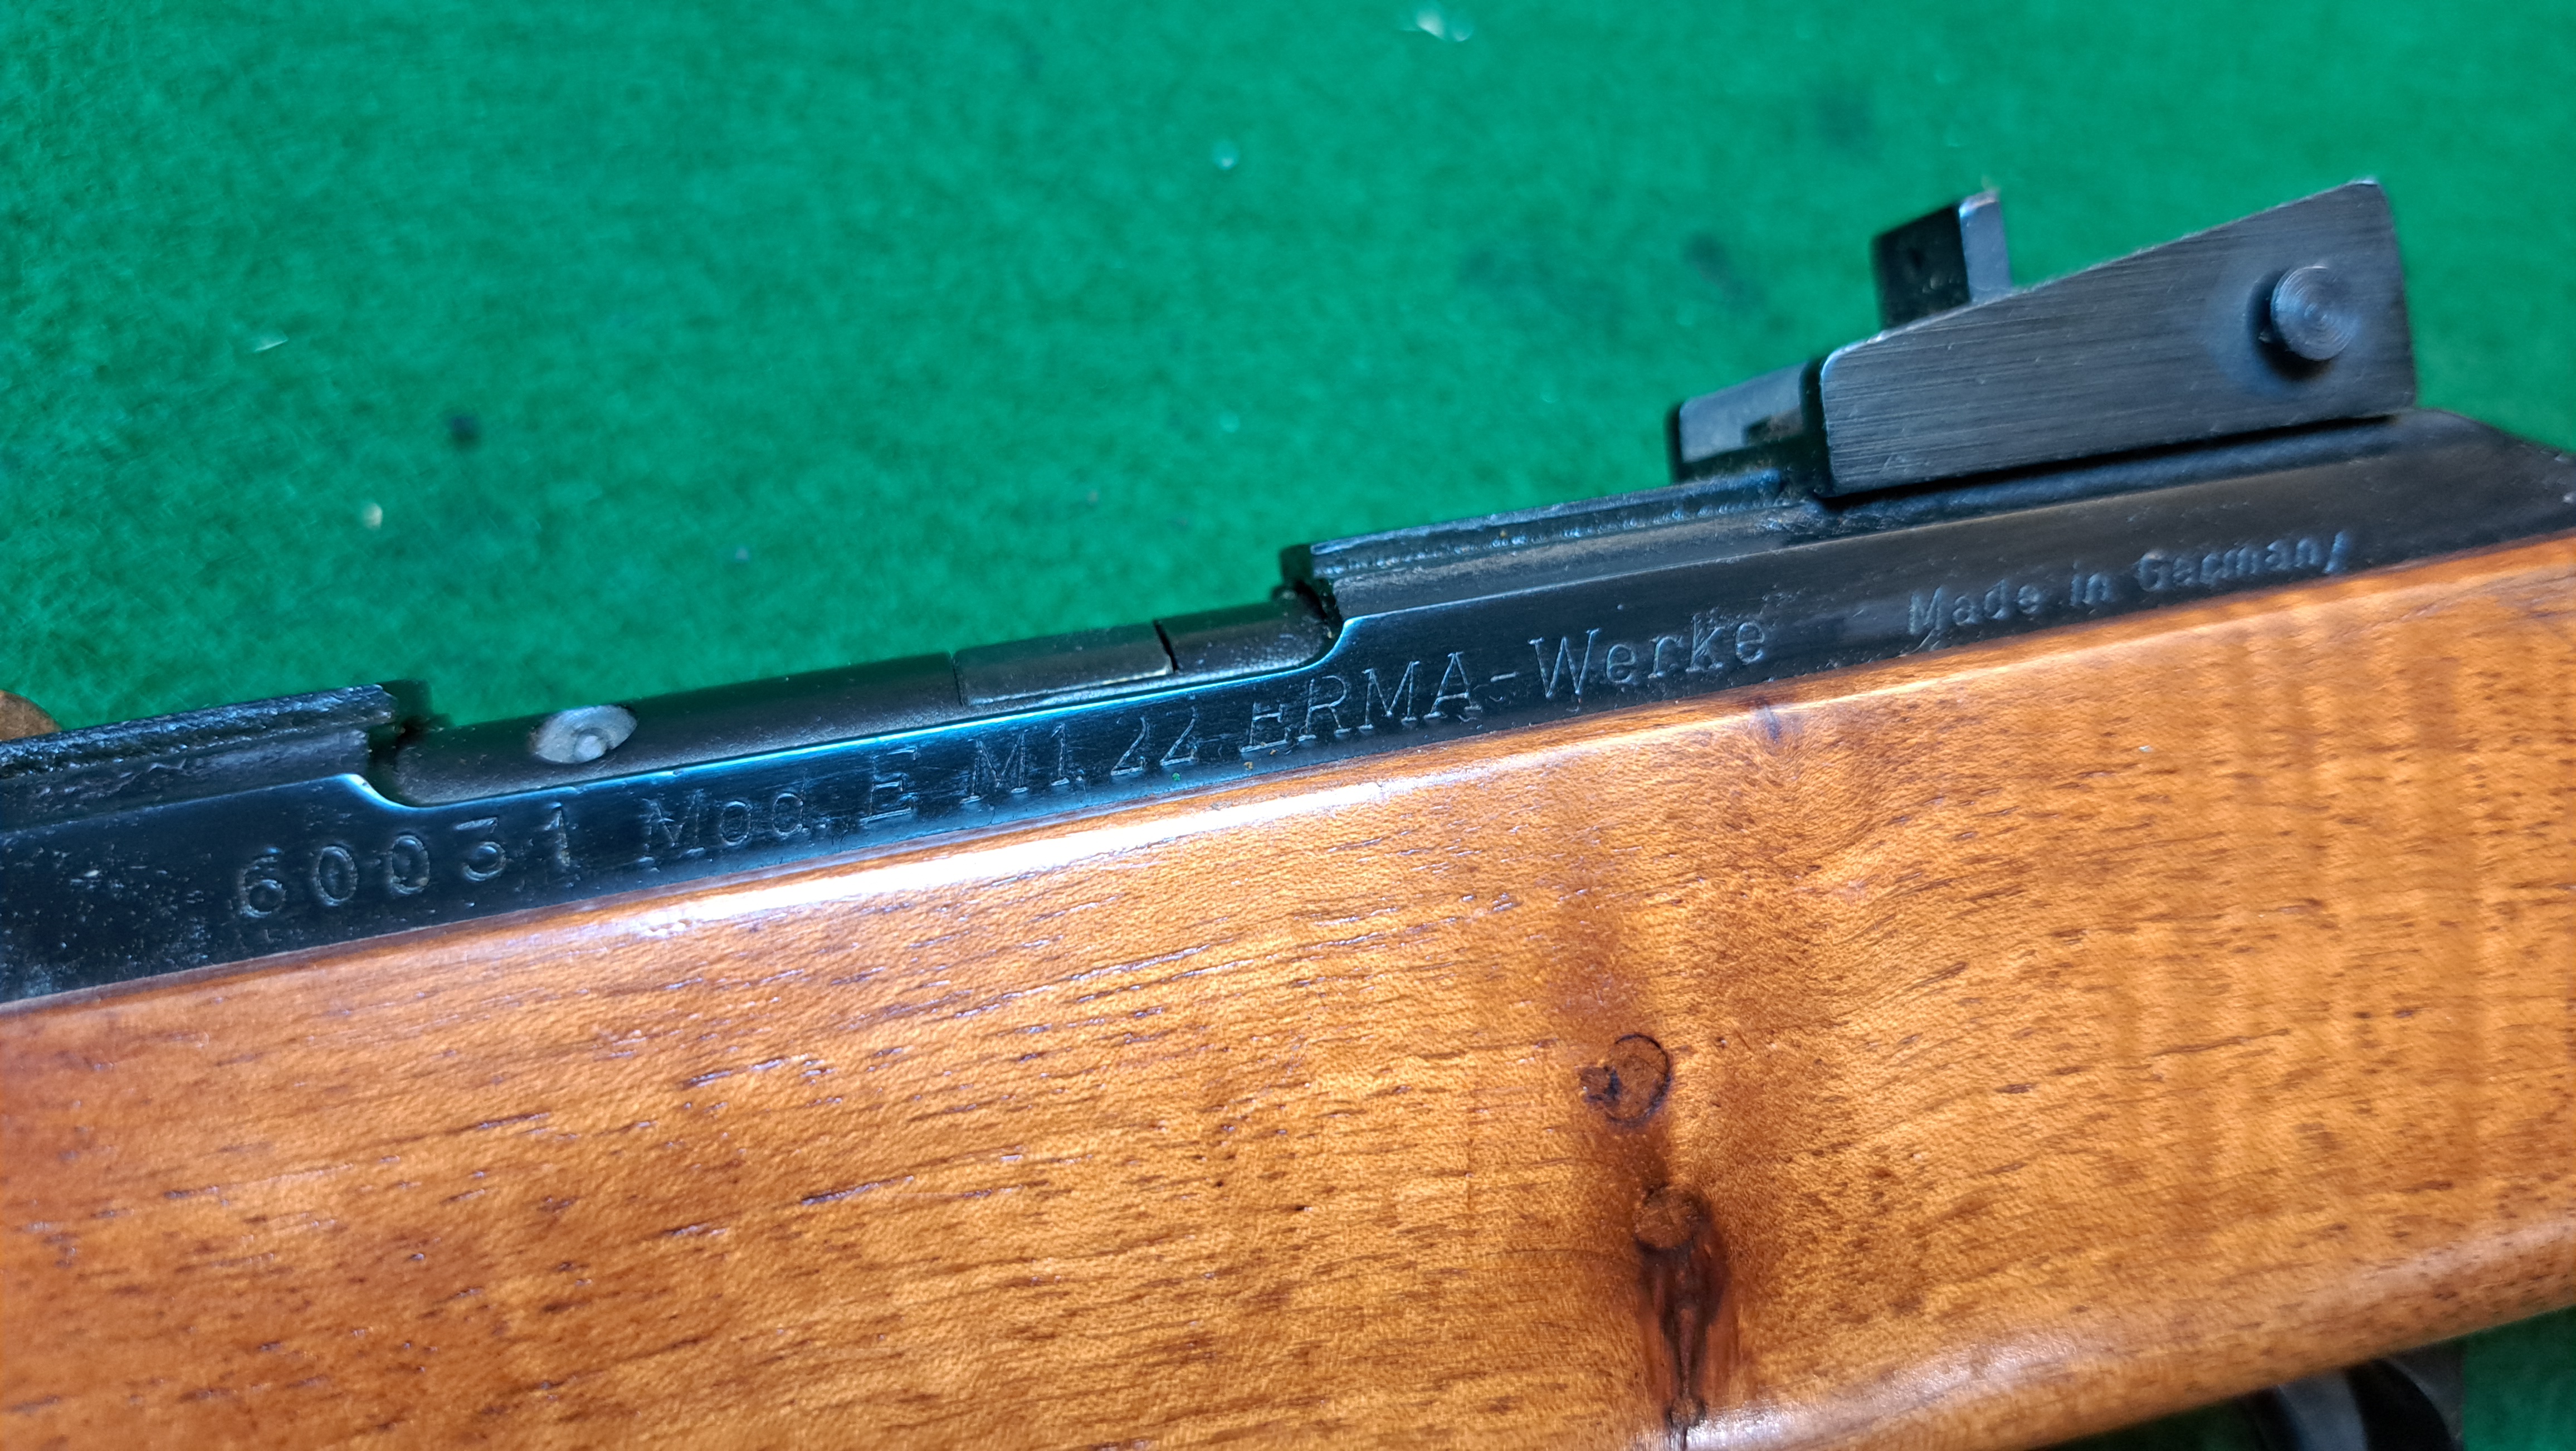 60031 Mod. E M1.22 ERMA-Werke Made in Germany